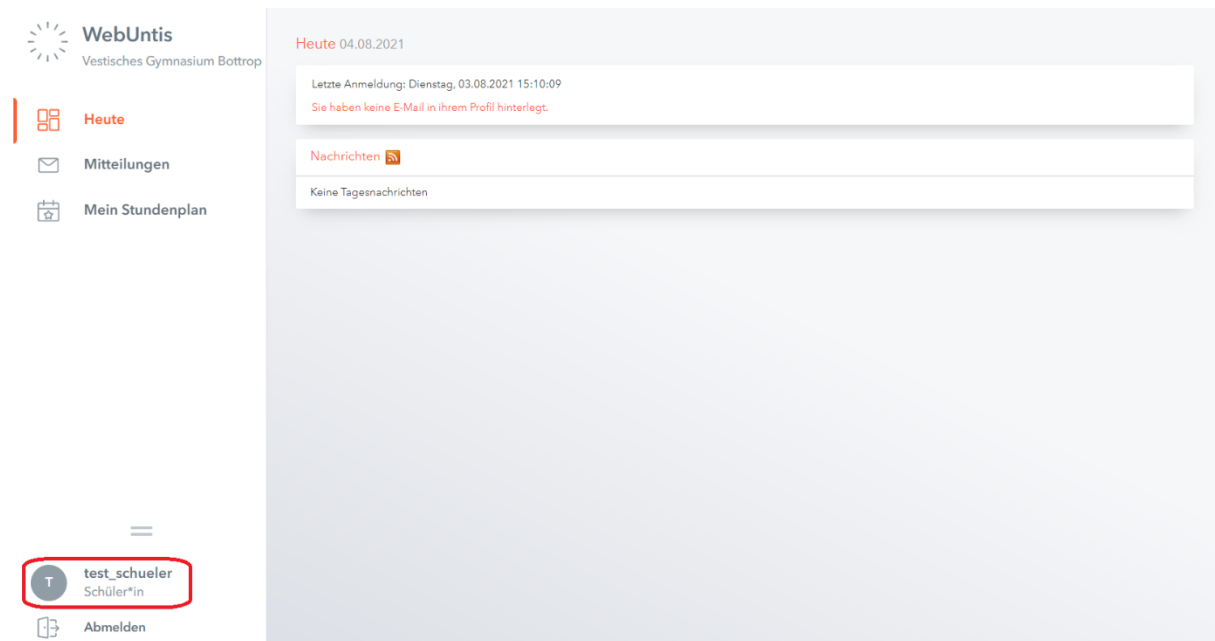 WebUntis
Vestisches Gymnasium Bottrop
Heute
Mitteilungen
Mein Stundenplan
T
test_schueler
Schüler*in
Abmelden
Heute 04.08.2021
Letzte Anmeldung: Dienstag, 03.08.2021 15:10:09
Sie haben keine E-Mail in ihrem Profil hinterlegt.
Nachrichten
Keine Tagesnachrichten